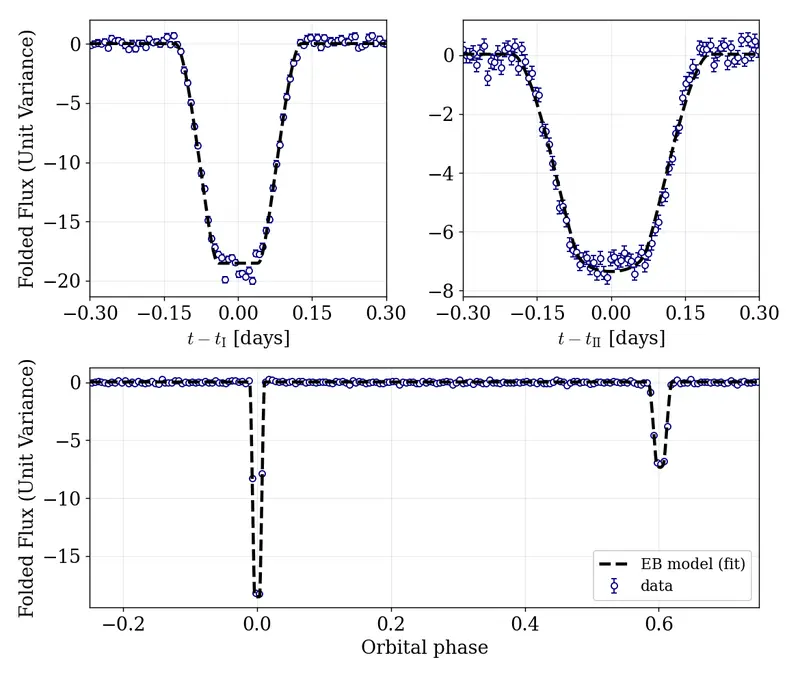 Folded Flux (Unit Variance)
0
−5
−10
−15
−20
−0.30 −0.15 0.00 0.15 0.30
t − tI [days]
0
−2
−4
−6
−8
−0.30 −0.15 0.00 0.15 0.30
t − tII [days]
Folded Flux (Unit Variance)
0
−5
−10
−15
−0.2 0.0 0.2 0.4 0.6
Orbital phase
EB model (fit)
data